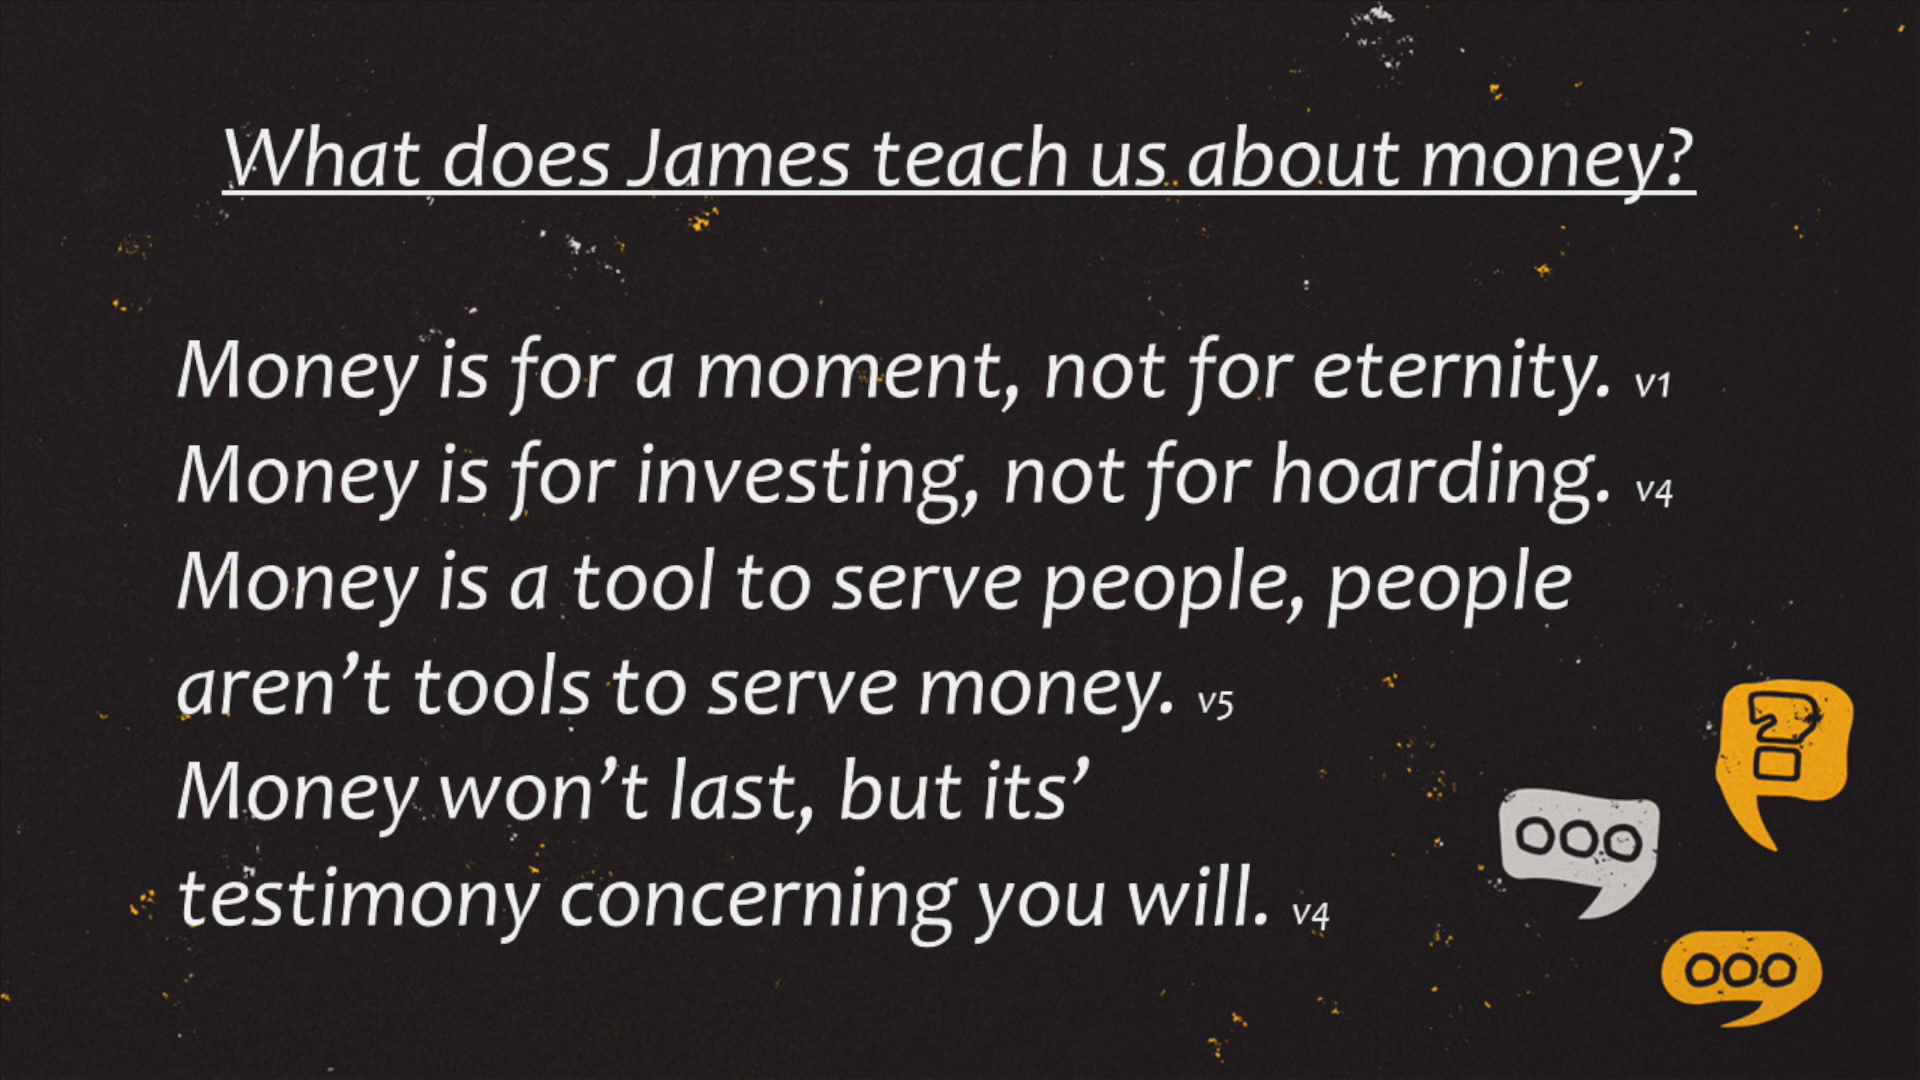 What does James teach us about money?
Money is for a moment, not for eternity. v1
Money is for investing, not for hoarding. v4
Money is a tool to serve people, people
aren’t tools to serve money. v5
Money won’t last, but its’
testimony concerning you will. v4